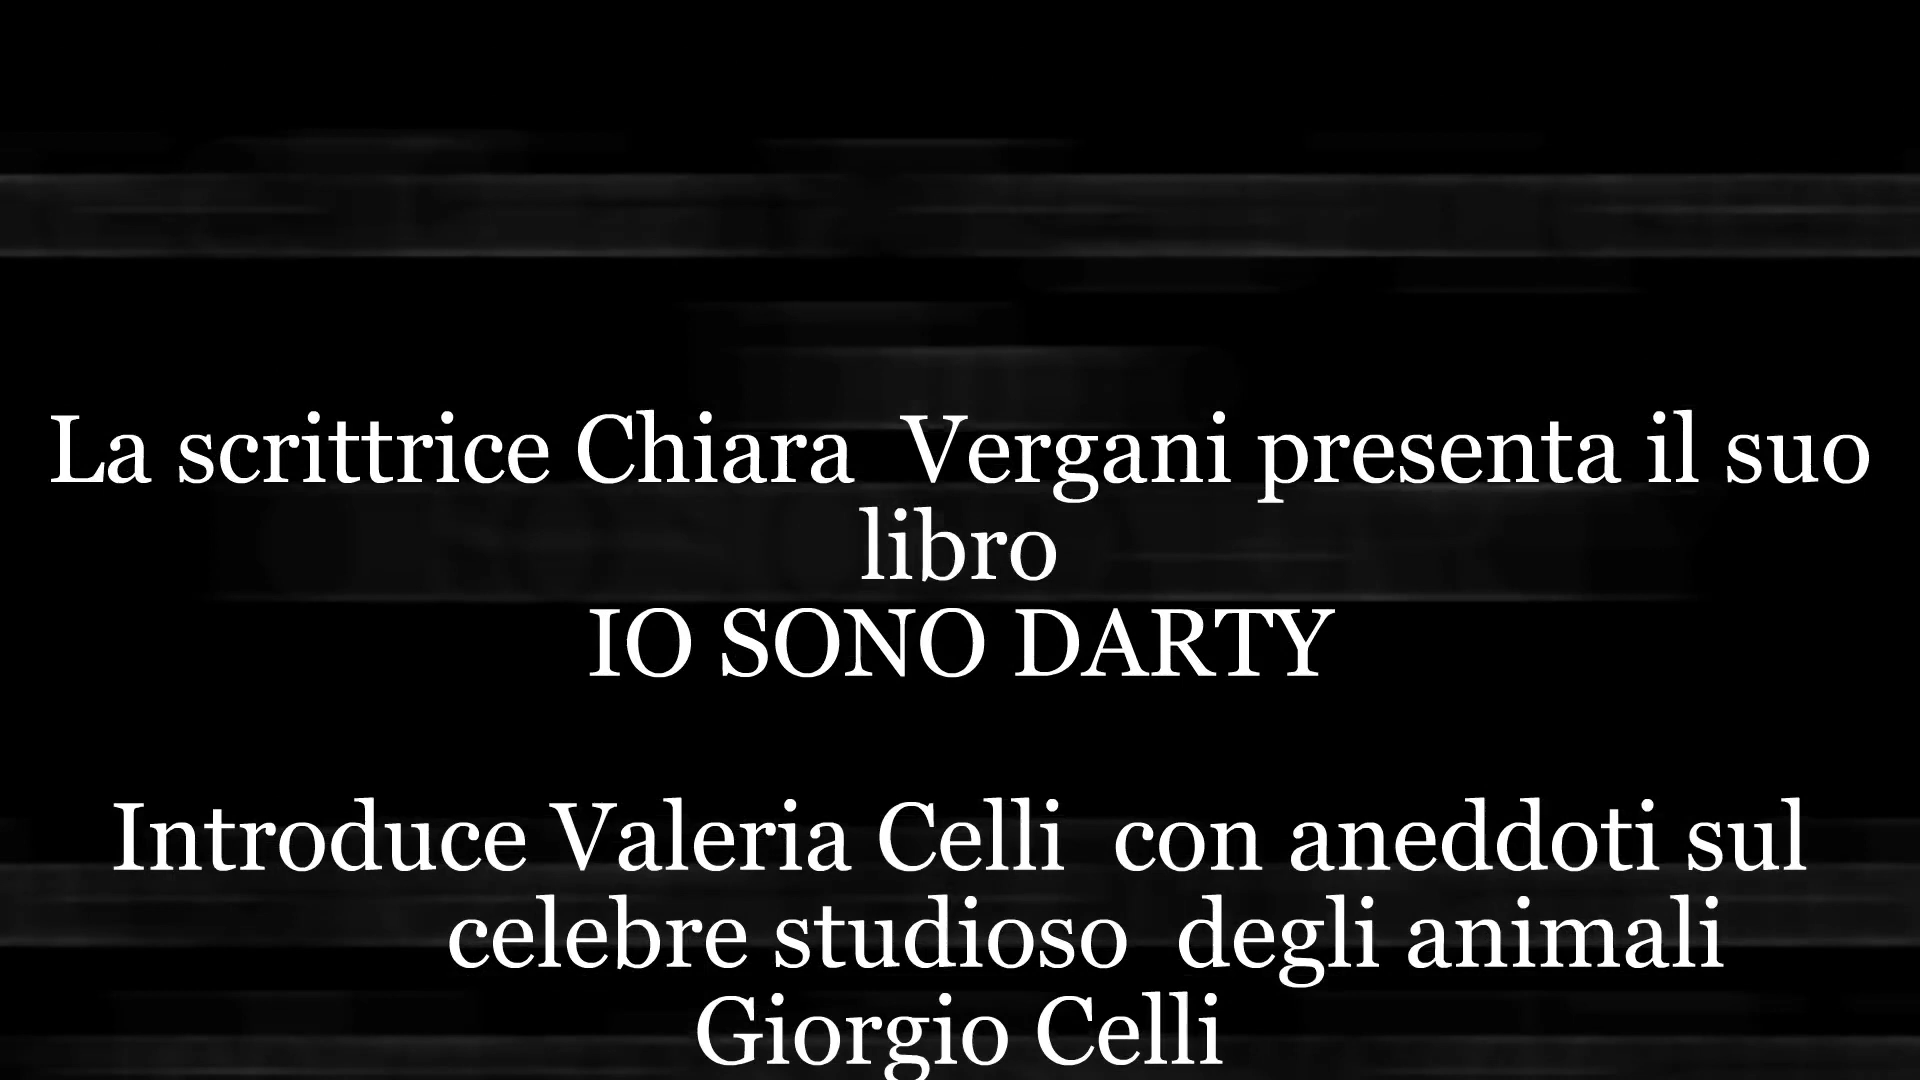 La scrittrice Chiara  Vergani presenta il suo
libro
IO SONO DARTY
Introduce Valeria Celli  con aneddoti sul
celebre studioso  degli animali
Giorgio Celli